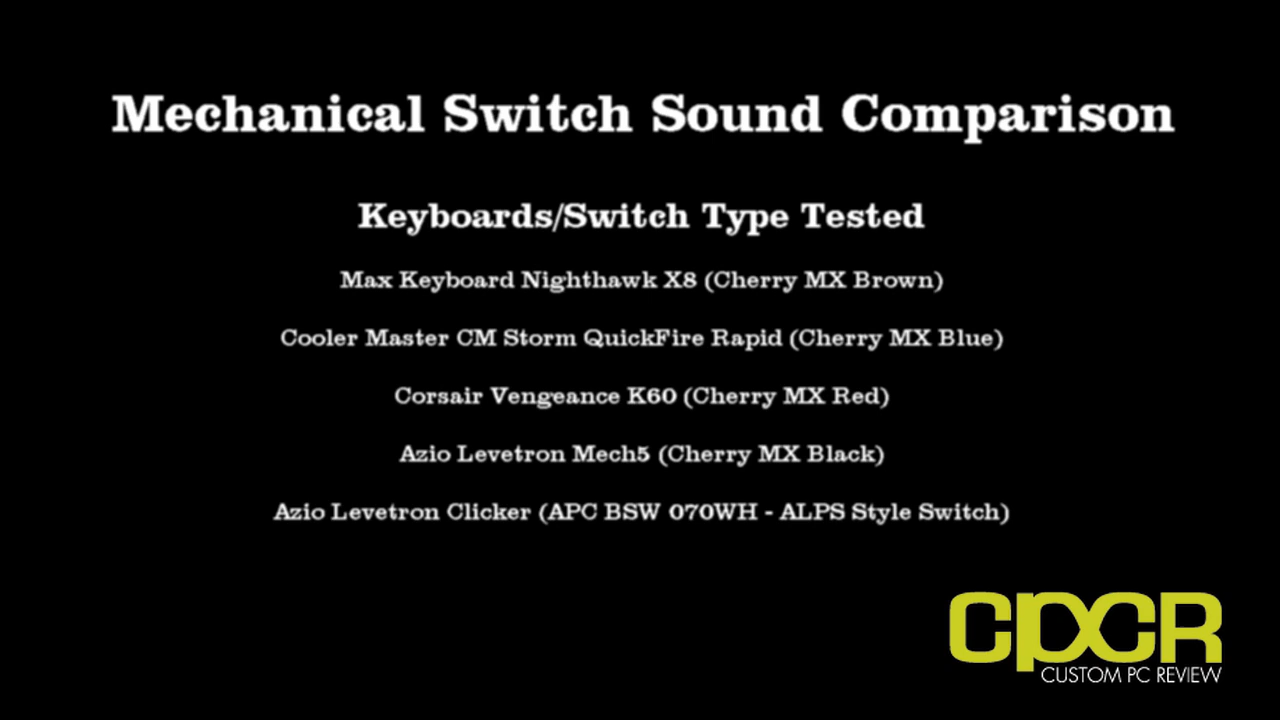 Mechanical Switch Sound Comparison
Keyboards/Switch Type Tested
Max Keyboard Nighthawk X8 (Cherry MX Brown)
Cooler Master CM Storm QuickFire Rapid (Cherry MX Blue)
Corsair Vengeance K60 (Cherry MX Red)
Azio Levetron Mech5 (Cherry MX Black)
Azio Levetron Clicker (APC BSW 070WH - ALPS Style Switch)
CPCR
CUSTOM PC REVIEW